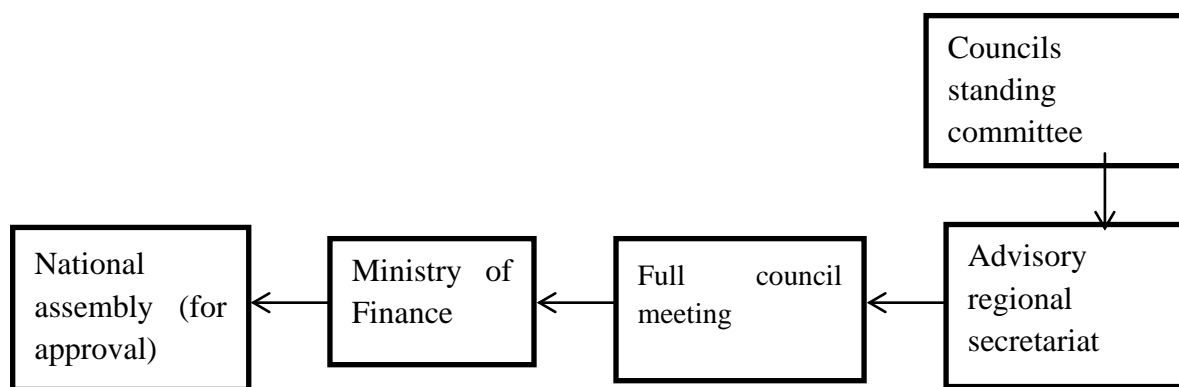 Councils
standing
committee
Advisory
regional
secretariat
Full council
meeting
Ministry of
Finance
National
assembly (for
approval)